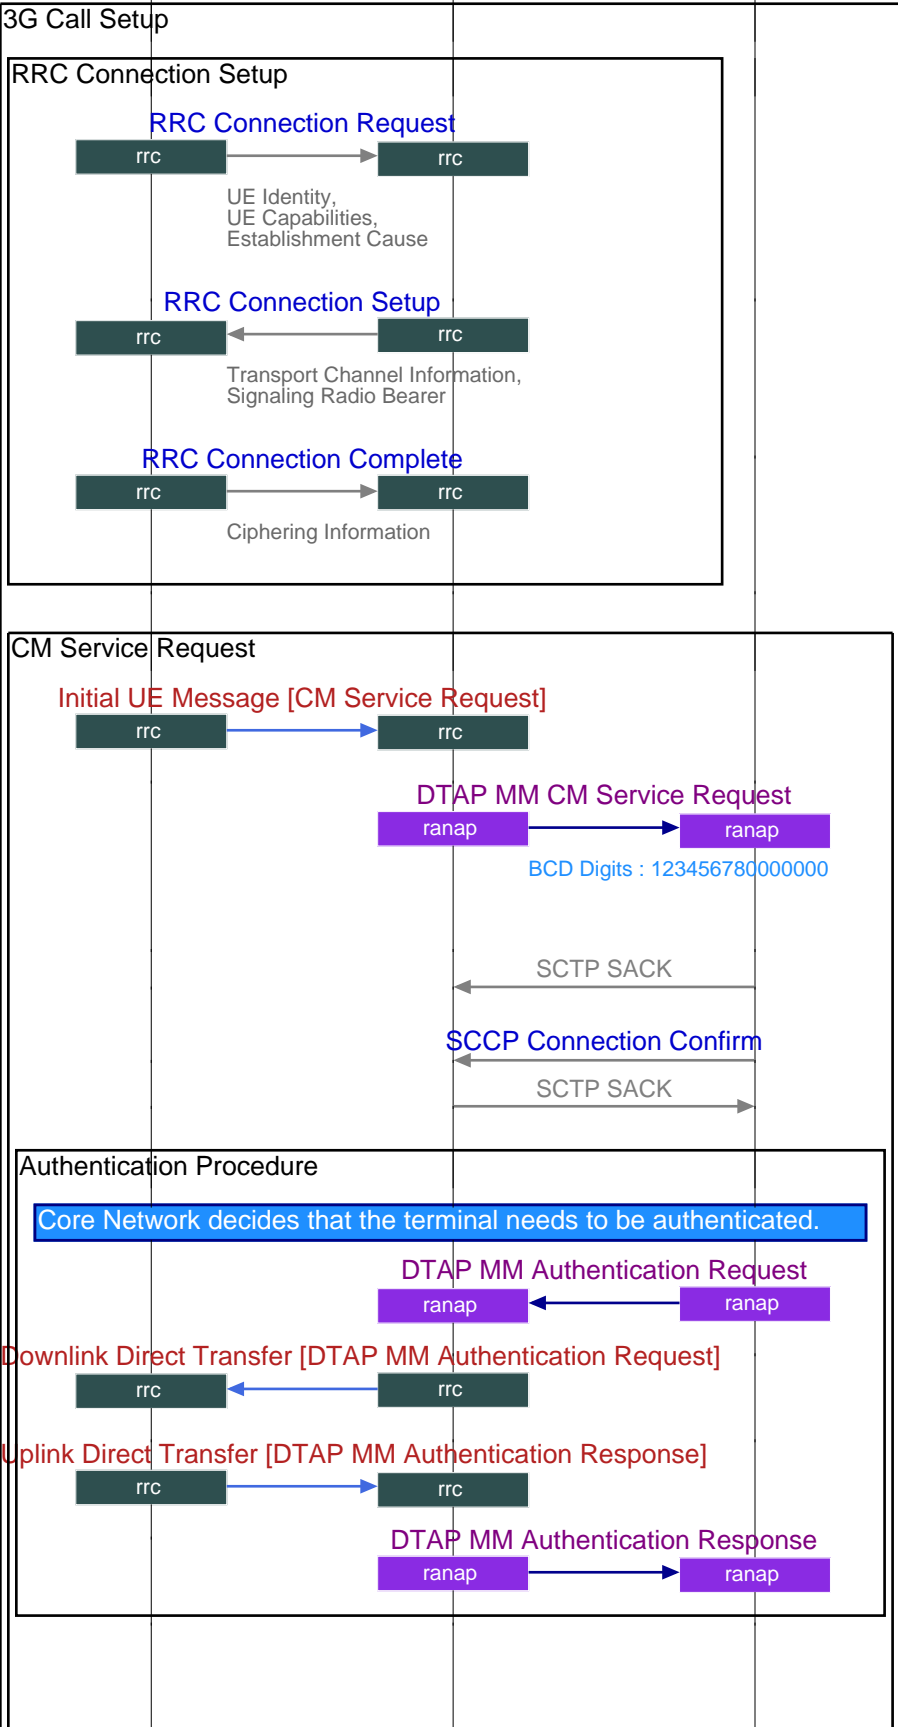 3G Call Setup
RRC Connection Setup
RRC Connection Request
rrc
rrc
UE Identity,
UE Capabilities,
Establishment Cause
RRC Connection Setup
rrc
rrc
Transport Channel Information,
Signaling Radio Bearer
RRC Connection Complete
rrc
rrc
Ciphering Information
CM Service Request
Initial UE Message [CM Service Request]
rrc
rrc
DTAP MM CM Service Request
ranap
ranap
BCD Digits : 123456780000000
SCTP SACK
SCCP Connection Confirm
SCTP SACK
Authentication Procedure
Core Network decides that the terminal needs to be authenticated.
DTAP MM Authentication Request
ranap
ranap
Downlink Direct Transfer [DTAP MM Authentication Request]
rrc
rrc
Uplink Direct Transfer [DTAP MM Authentication Response]
rrc
rrc
DTAP MM Authentication Response
ranap
ranap